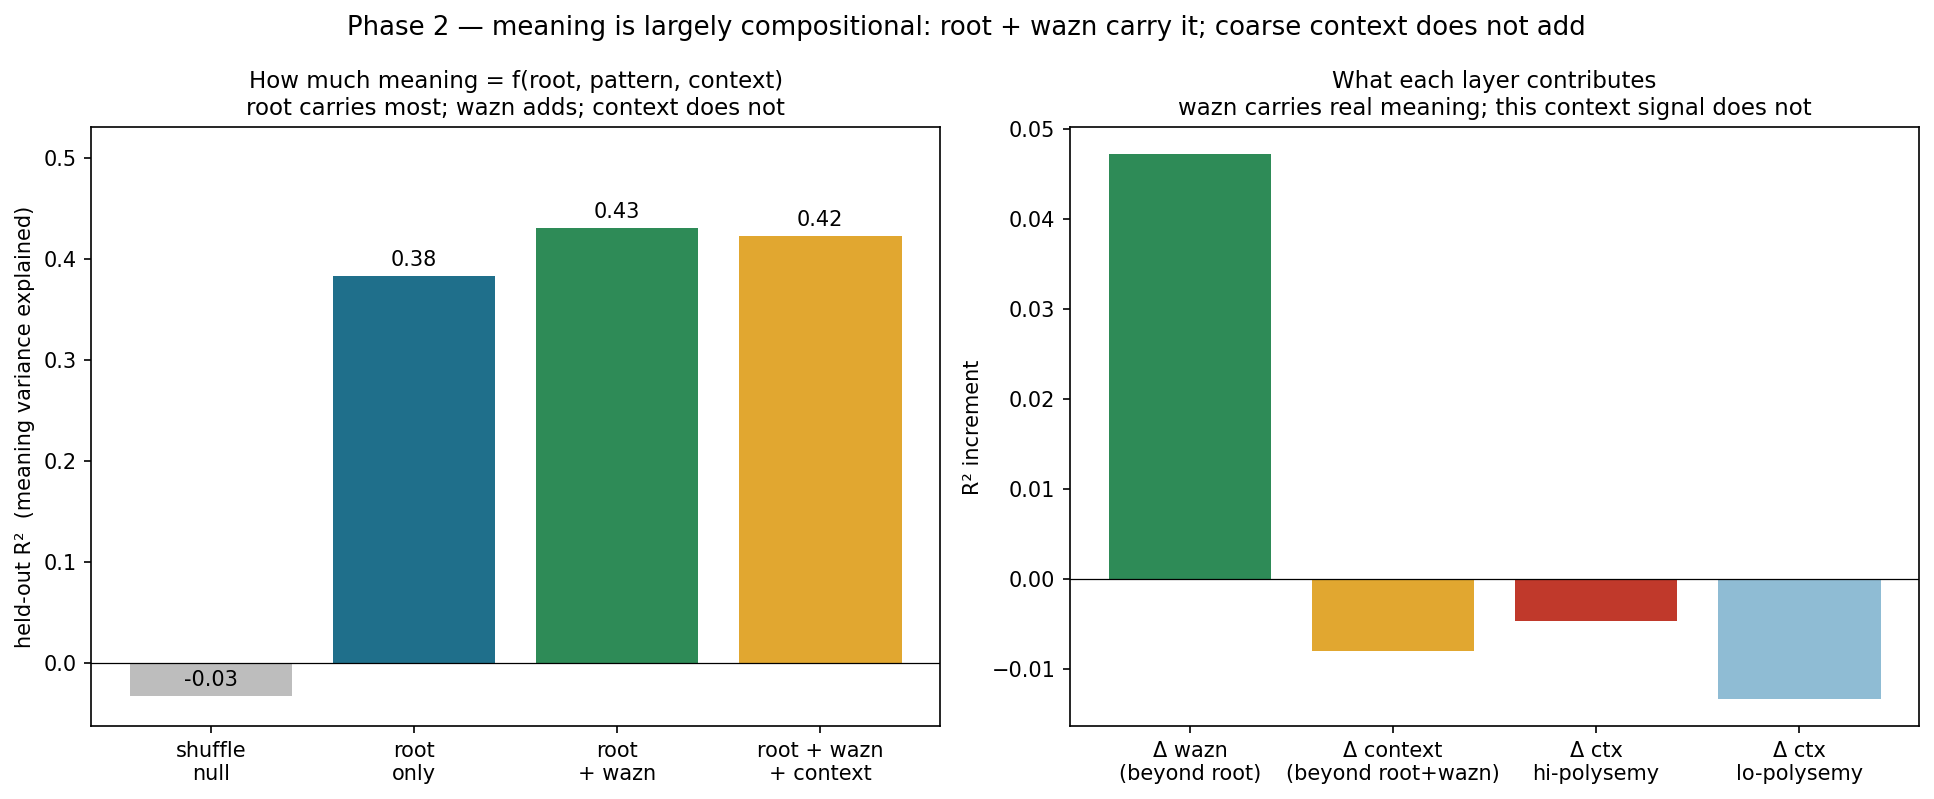 Phase 2 — meaning is largely compositional: root + wazn carry it; coarse context does not add
How much meaning = f(root, pattern, context)
root carries most; wazn adds; context does not
held-out R² (meaning variance explained)
0.5
0.4
0.3
0.2
0.1
0.0
-0.03
0.38
0.43
0.42
shuffle
null
root
only
root
+ wazn
root + wazn
+ context
What each layer contributes
wazn carries real meaning; this context signal does not
R² increment
0.05
0.04
0.03
0.02
0.01
0.00
−0.01
Δ wazn
(beyond root)
Δ context
(beyond root+wazn)
Δ ctx
hi-polysemy
Δ ctx
lo-polysemy